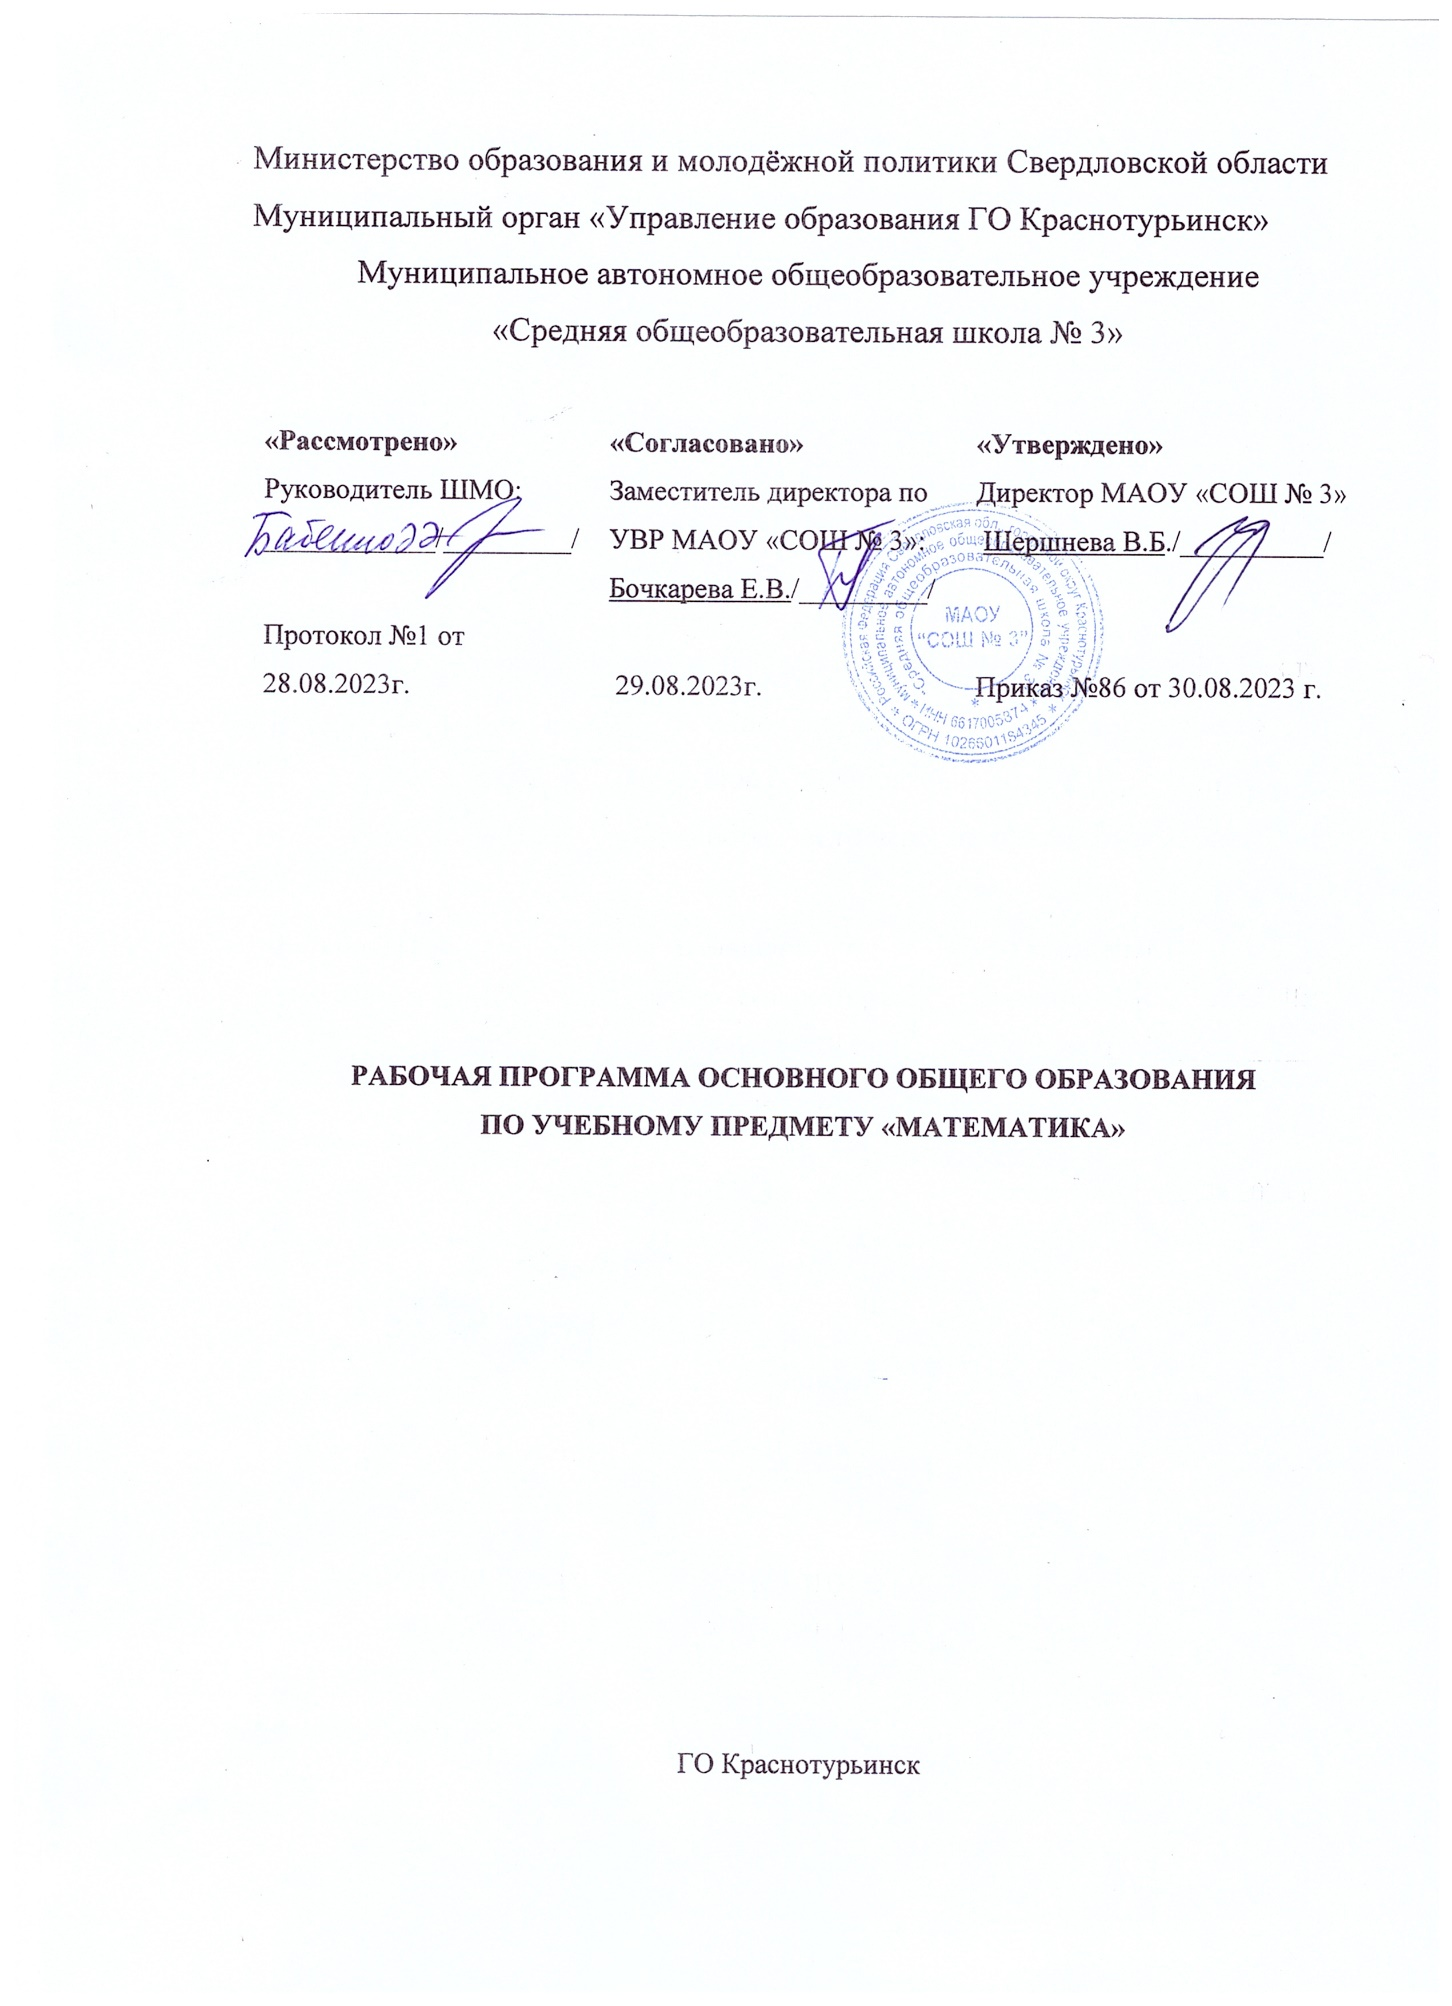 Министерство образования и молодёжной политики Свердловской области
Муниципальный орган «Управление образования ГО Краснотурьинск»
Муниципальное автономное общеобразовательное учреждение
«Средняя общеобразовательная школа № 3»
«Рассмотрено»
Руководитель ШМО:
/
Протокол №1 от
28.08.2023г.
«Согласовано»
Заместитель директора по
УВР МАОУ «СОШ № 3»:
Бочкарева Е.В./__________/
29.08.2023г.
«Утверждено»
Директор МАОУ «СОШ № 3»
Шершнева В.Б./___________/
Приказ №86 от 30.08.2023 г.
МАОУ
"СОШ № 3"
РАБОЧАЯ ПРОГРАММА ОСНОВНОГО ОБЩЕГО ОБРАЗОВАНИЯ
ПО УЧЕБНОМУ ПРЕДМЕТУ «МАТЕМАТИКА»
ГО Краснотурьинск